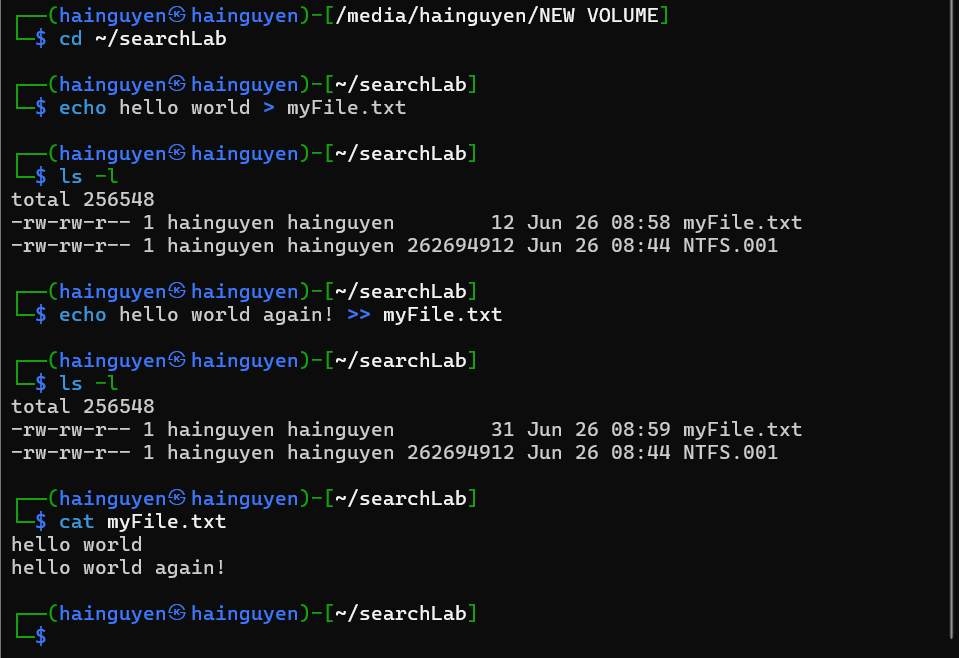 ┌──(hainguyen㉿hainguyen)-[/media/hainguyen/NEW VOLUME]
└─$ cd ~/searchLab
┌──(hainguyen㉿hainguyen)-[~/searchLab]
└─$ echo hello world > myFile.txt
┌──(hainguyen㉿hainguyen)-[~/searchLab]
└─$ ls -l
total 256548
-rw-rw-r-- 1 hainguyen hainguyen        12 Jun 26 08:58 myFile.txt
-rw-rw-r-- 1 hainguyen hainguyen 262694912 Jun 26 08:44 NTFS.001
┌──(hainguyen㉿hainguyen)-[~/searchLab]
└─$ echo hello world again! >> myFile.txt
┌──(hainguyen㉿hainguyen)-[~/searchLab]
└─$ ls -l
total 256548
-rw-rw-r-- 1 hainguyen hainguyen        31 Jun 26 08:59 myFile.txt
-rw-rw-r-- 1 hainguyen hainguyen 262694912 Jun 26 08:44 NTFS.001
┌──(hainguyen㉿hainguyen)-[~/searchLab]
└─$ cat myFile.txt
hello world
hello world again!
┌──(hainguyen㉿hainguyen)-[~/searchLab]
└─$